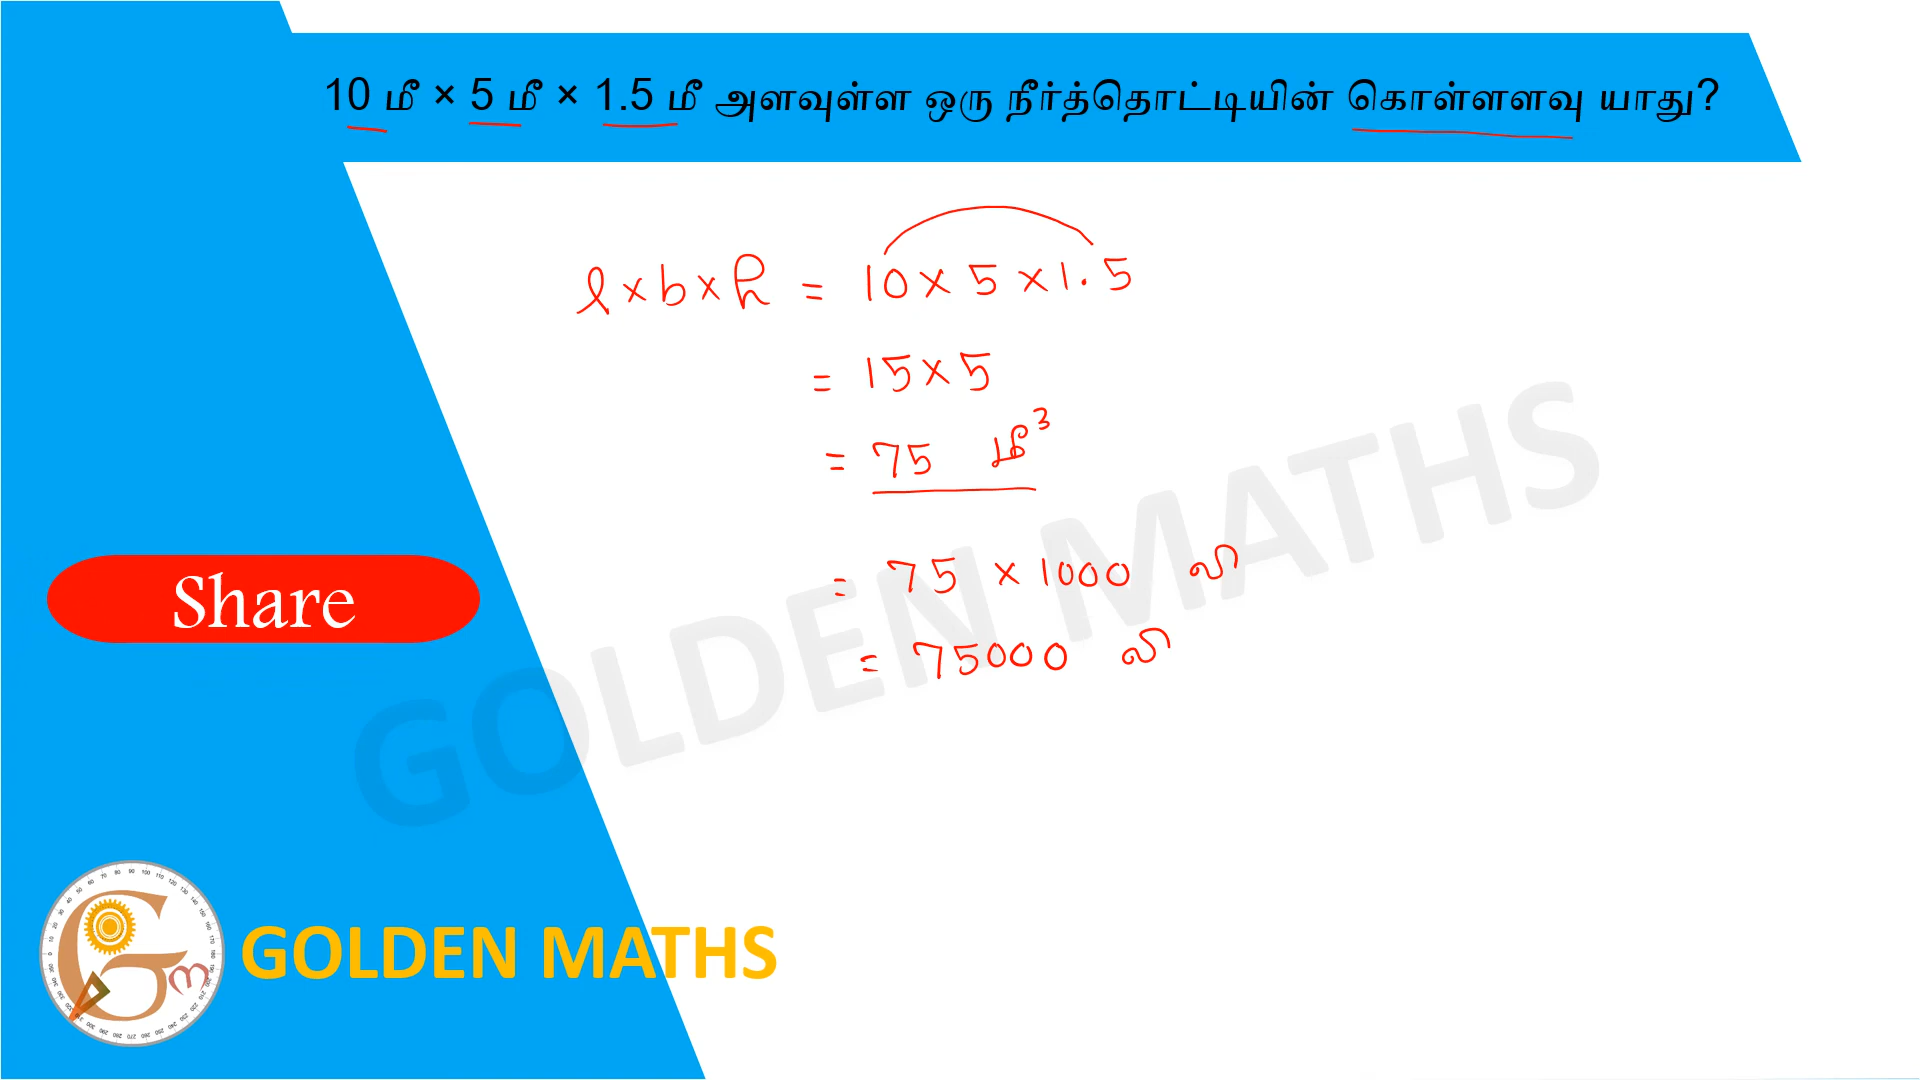 10 மீ × 5 மீ × 1.5 மீ அளவுள்ள ஒரு நீர்த்தொட்டியின் கொள்ளளவு யாது?
l×b×h = 10×5×1.5
= 15×5
= 75 மீ³
= 75 × 1000 லி
= 75000 லி
GOLDEN MATHS
Share
GOLDEN MATHS